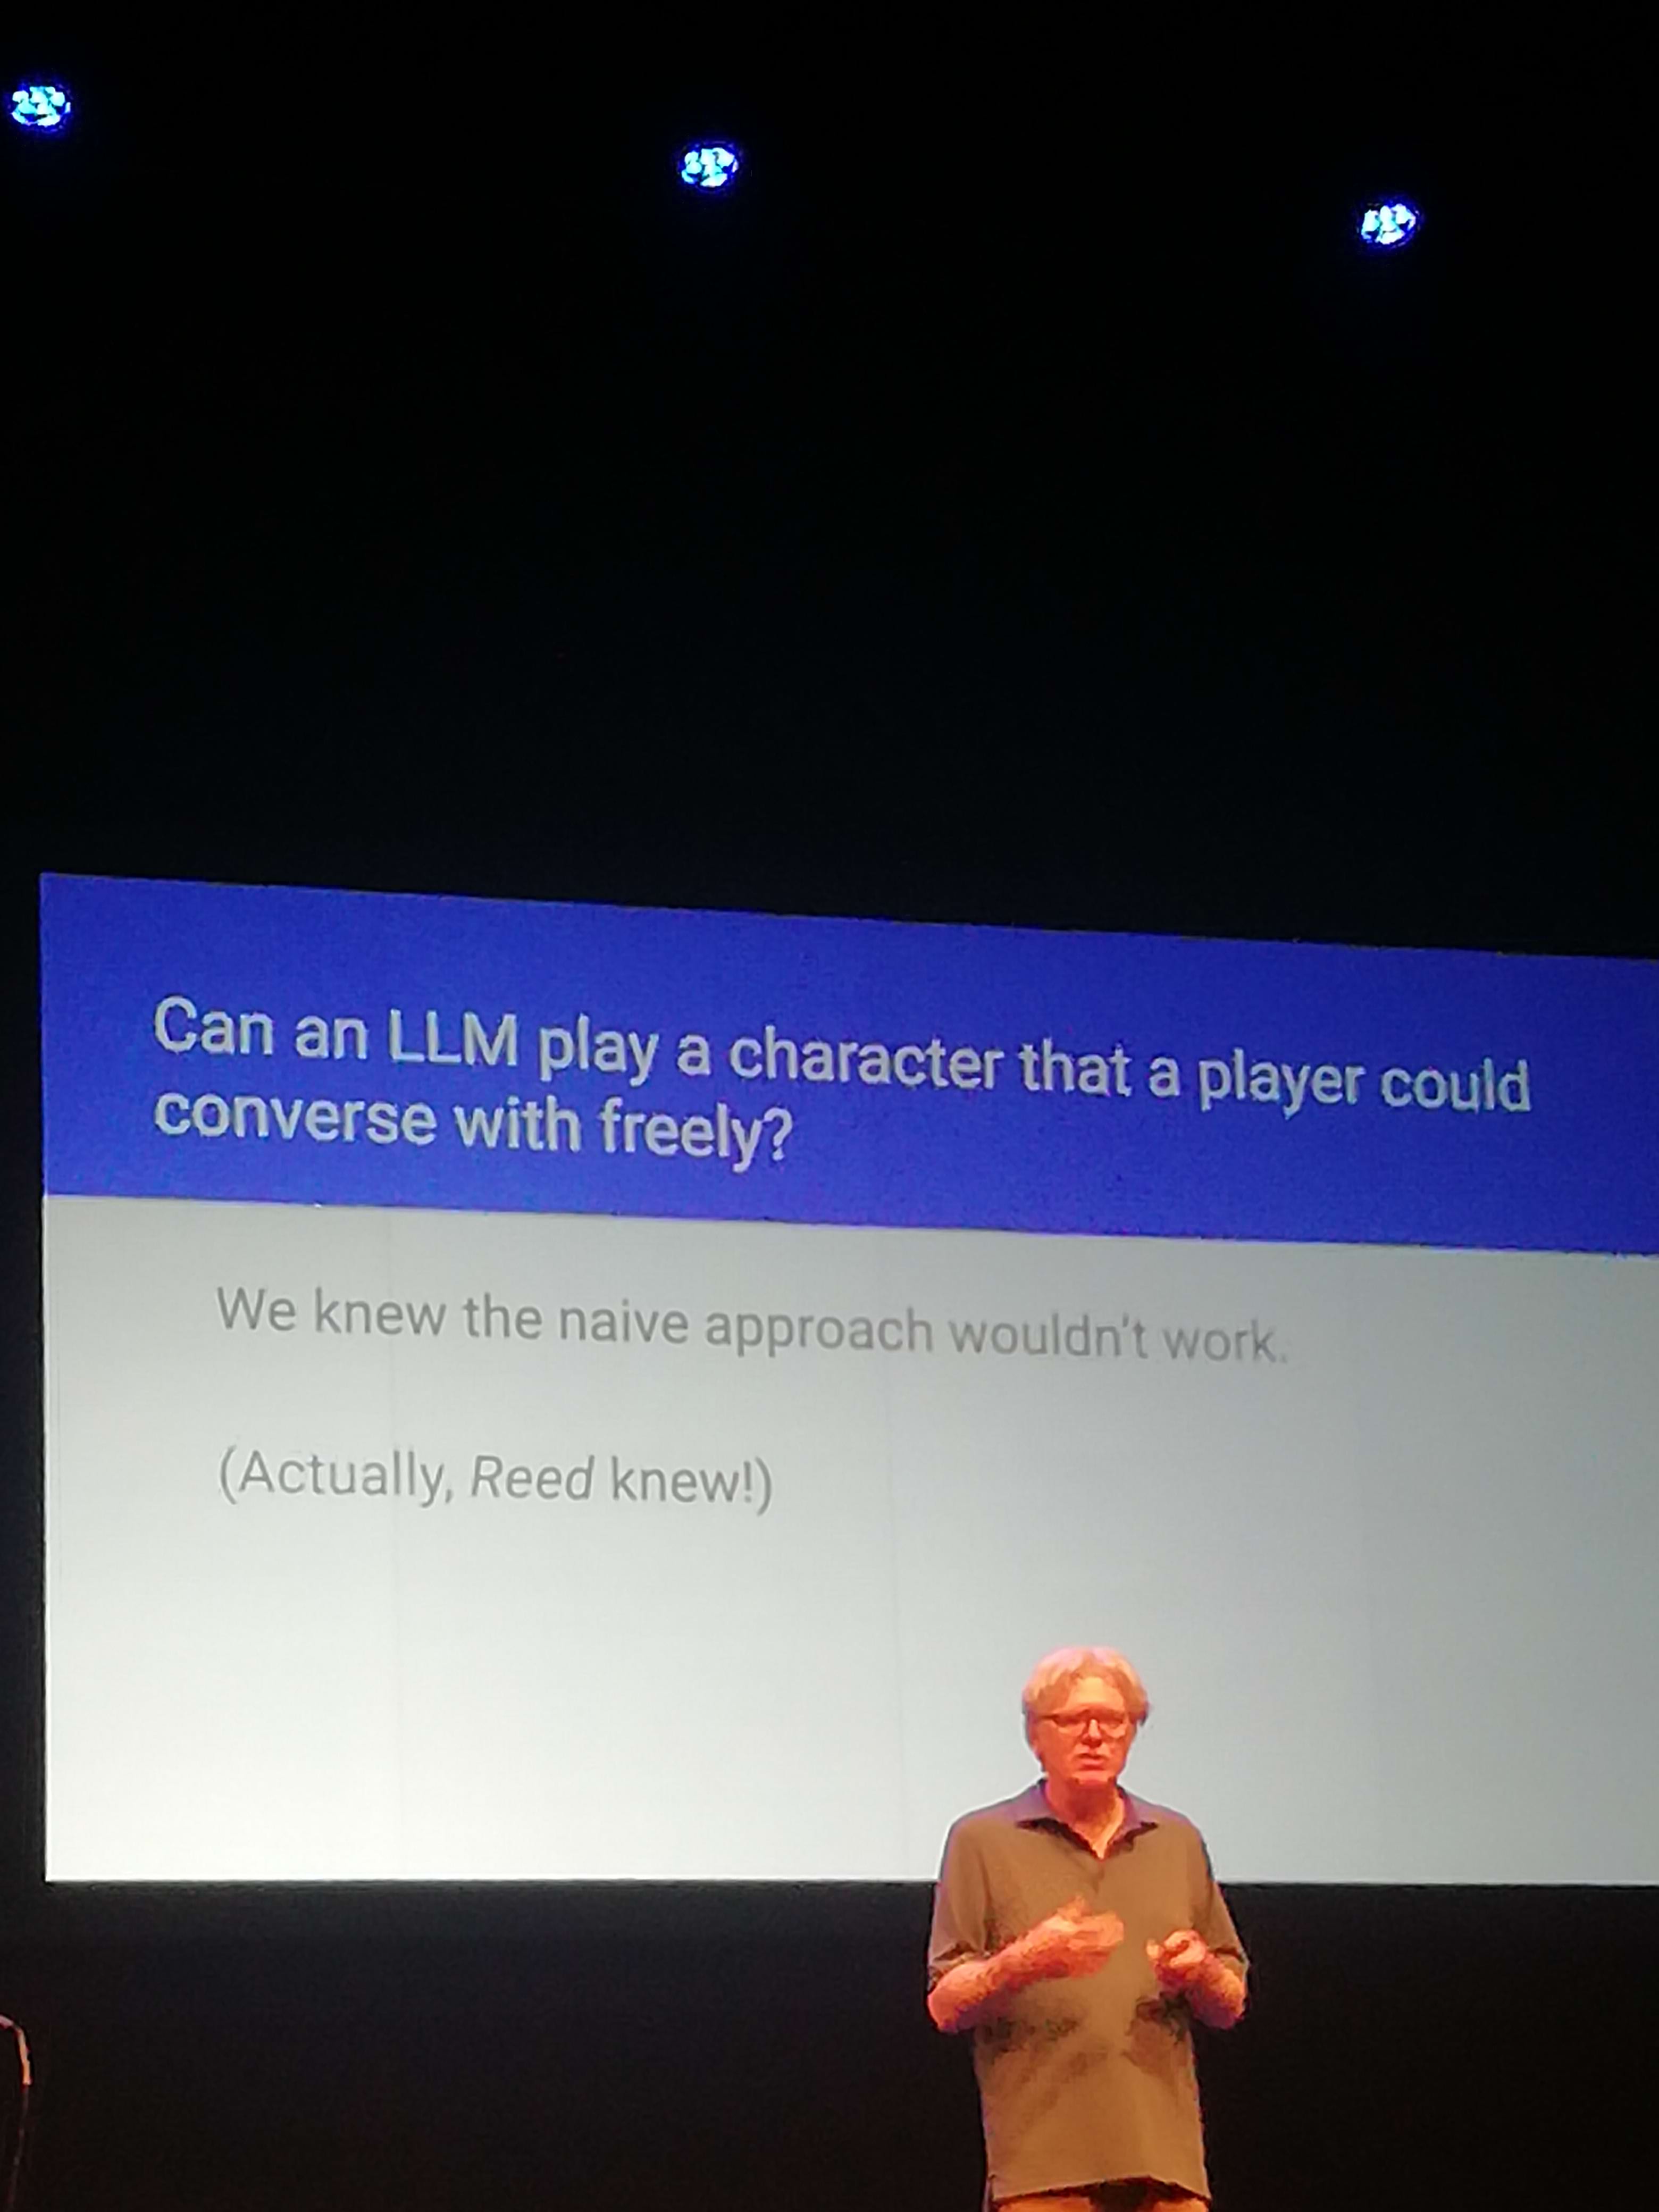 Can an LLM play a character that a player could
converse with freely?
We knew the naive approach wouldn't work.
(Actually, Reed knew!)